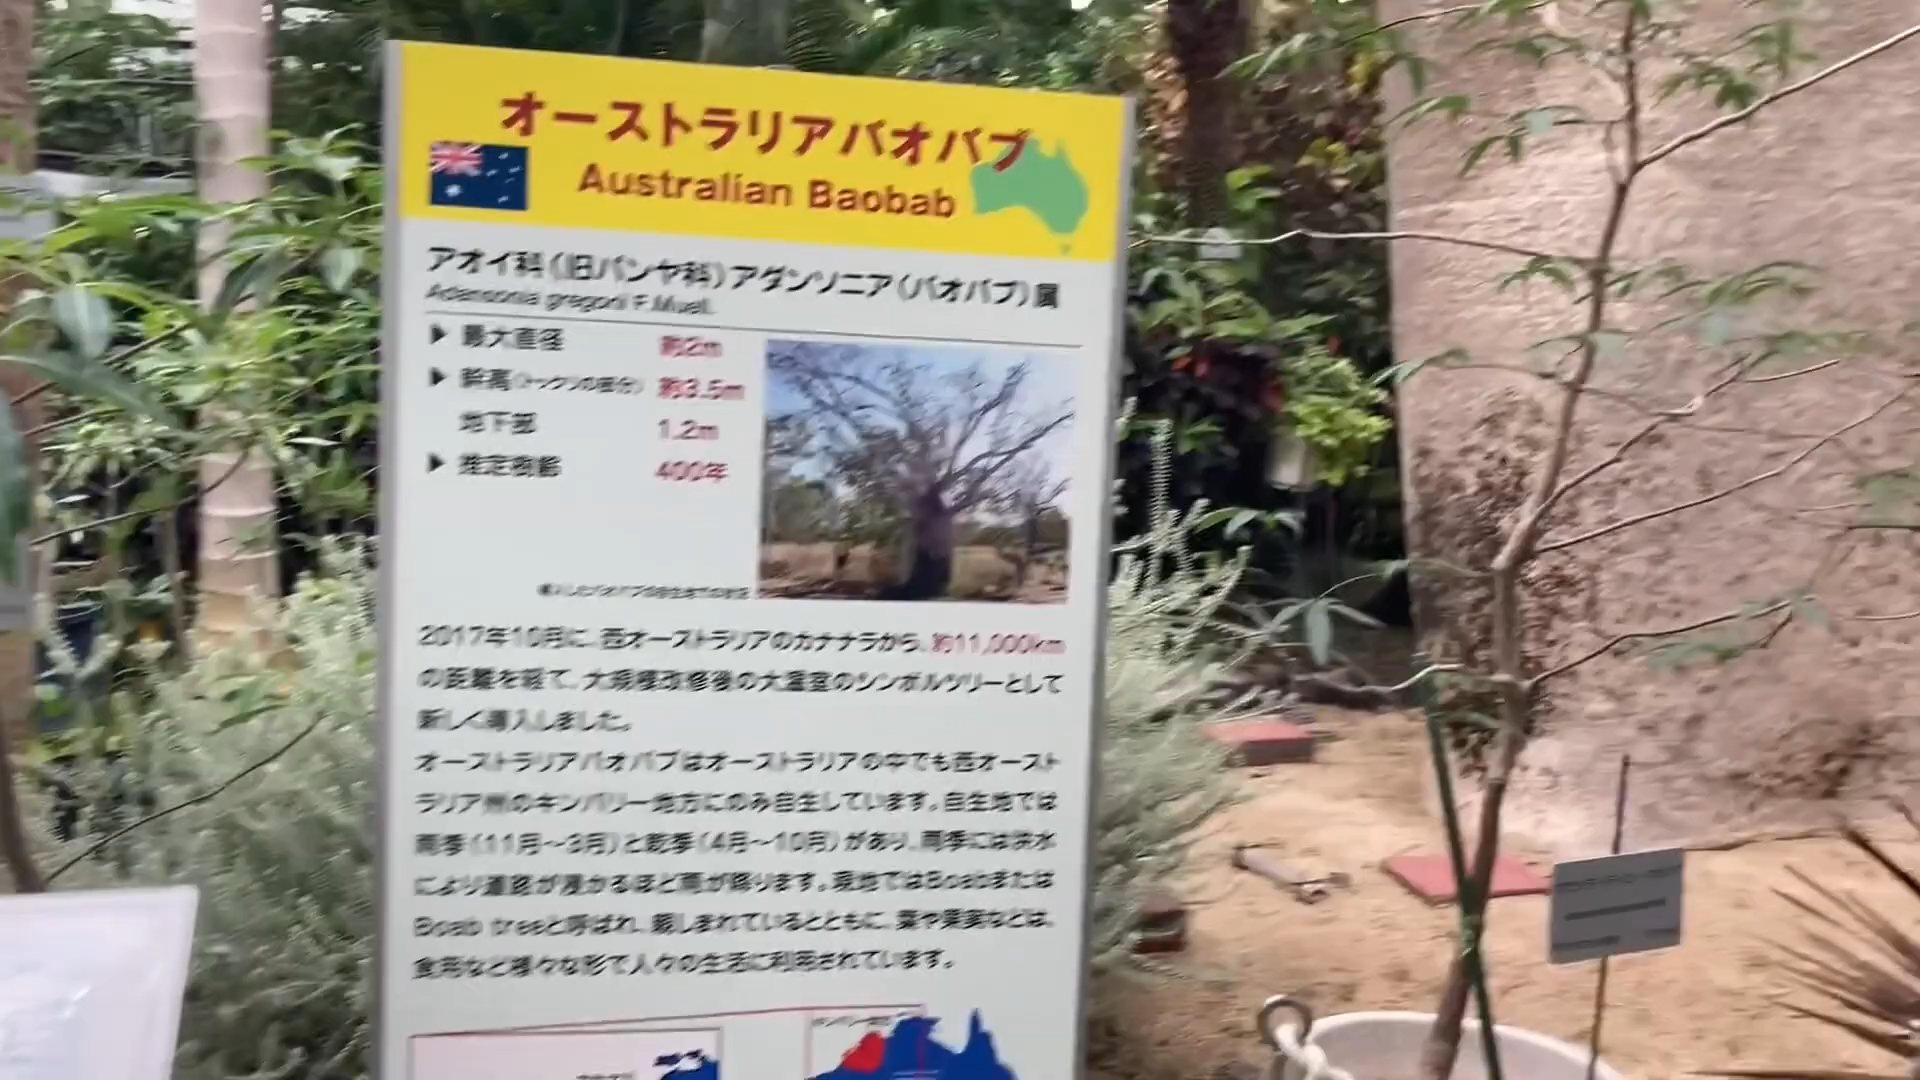 オーストラリアバオバブ
Australian Baobab
アオイ科（旧パンヤ科）アダンソニア（バオバブ）属
Adansonia gregorii F.Muell.
▶ 最大直径 約2m
▶ 幹高（トックリの部分） 約3.5m
地下部 1.2m
▶ 推定樹齢 400年
2017年10月に、西オーストラリアのカナナラから、約11,000km
の距離を経て、大規模改修後の大温室のシンボルツリーとして
新しく導入しました。
オーストラリアバオバブはオーストラリアの中でも西オースト
ラリア州のキンバリー地方にのみ自生しています。自生地では
雨季（11月～3月）と乾季（4月～10月）があり、雨季には洪水
により道路が浸かるほど雨が降ります。現地ではBoabまたは
Boab treeと呼ばれ、親しまれているとともに、葉や果実などは、
食用など様々な形で人々の生活に利用されています。